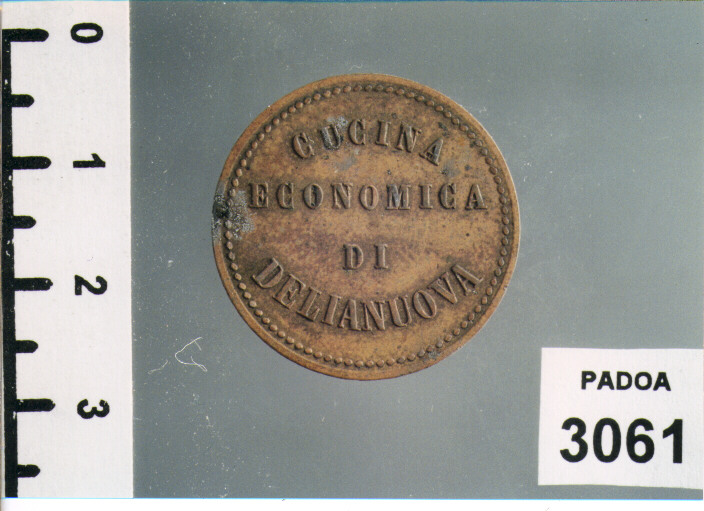 0
1
2
3
CUCINA
ECONOMICA
DI
DELIANUOVA
PADOA
3061